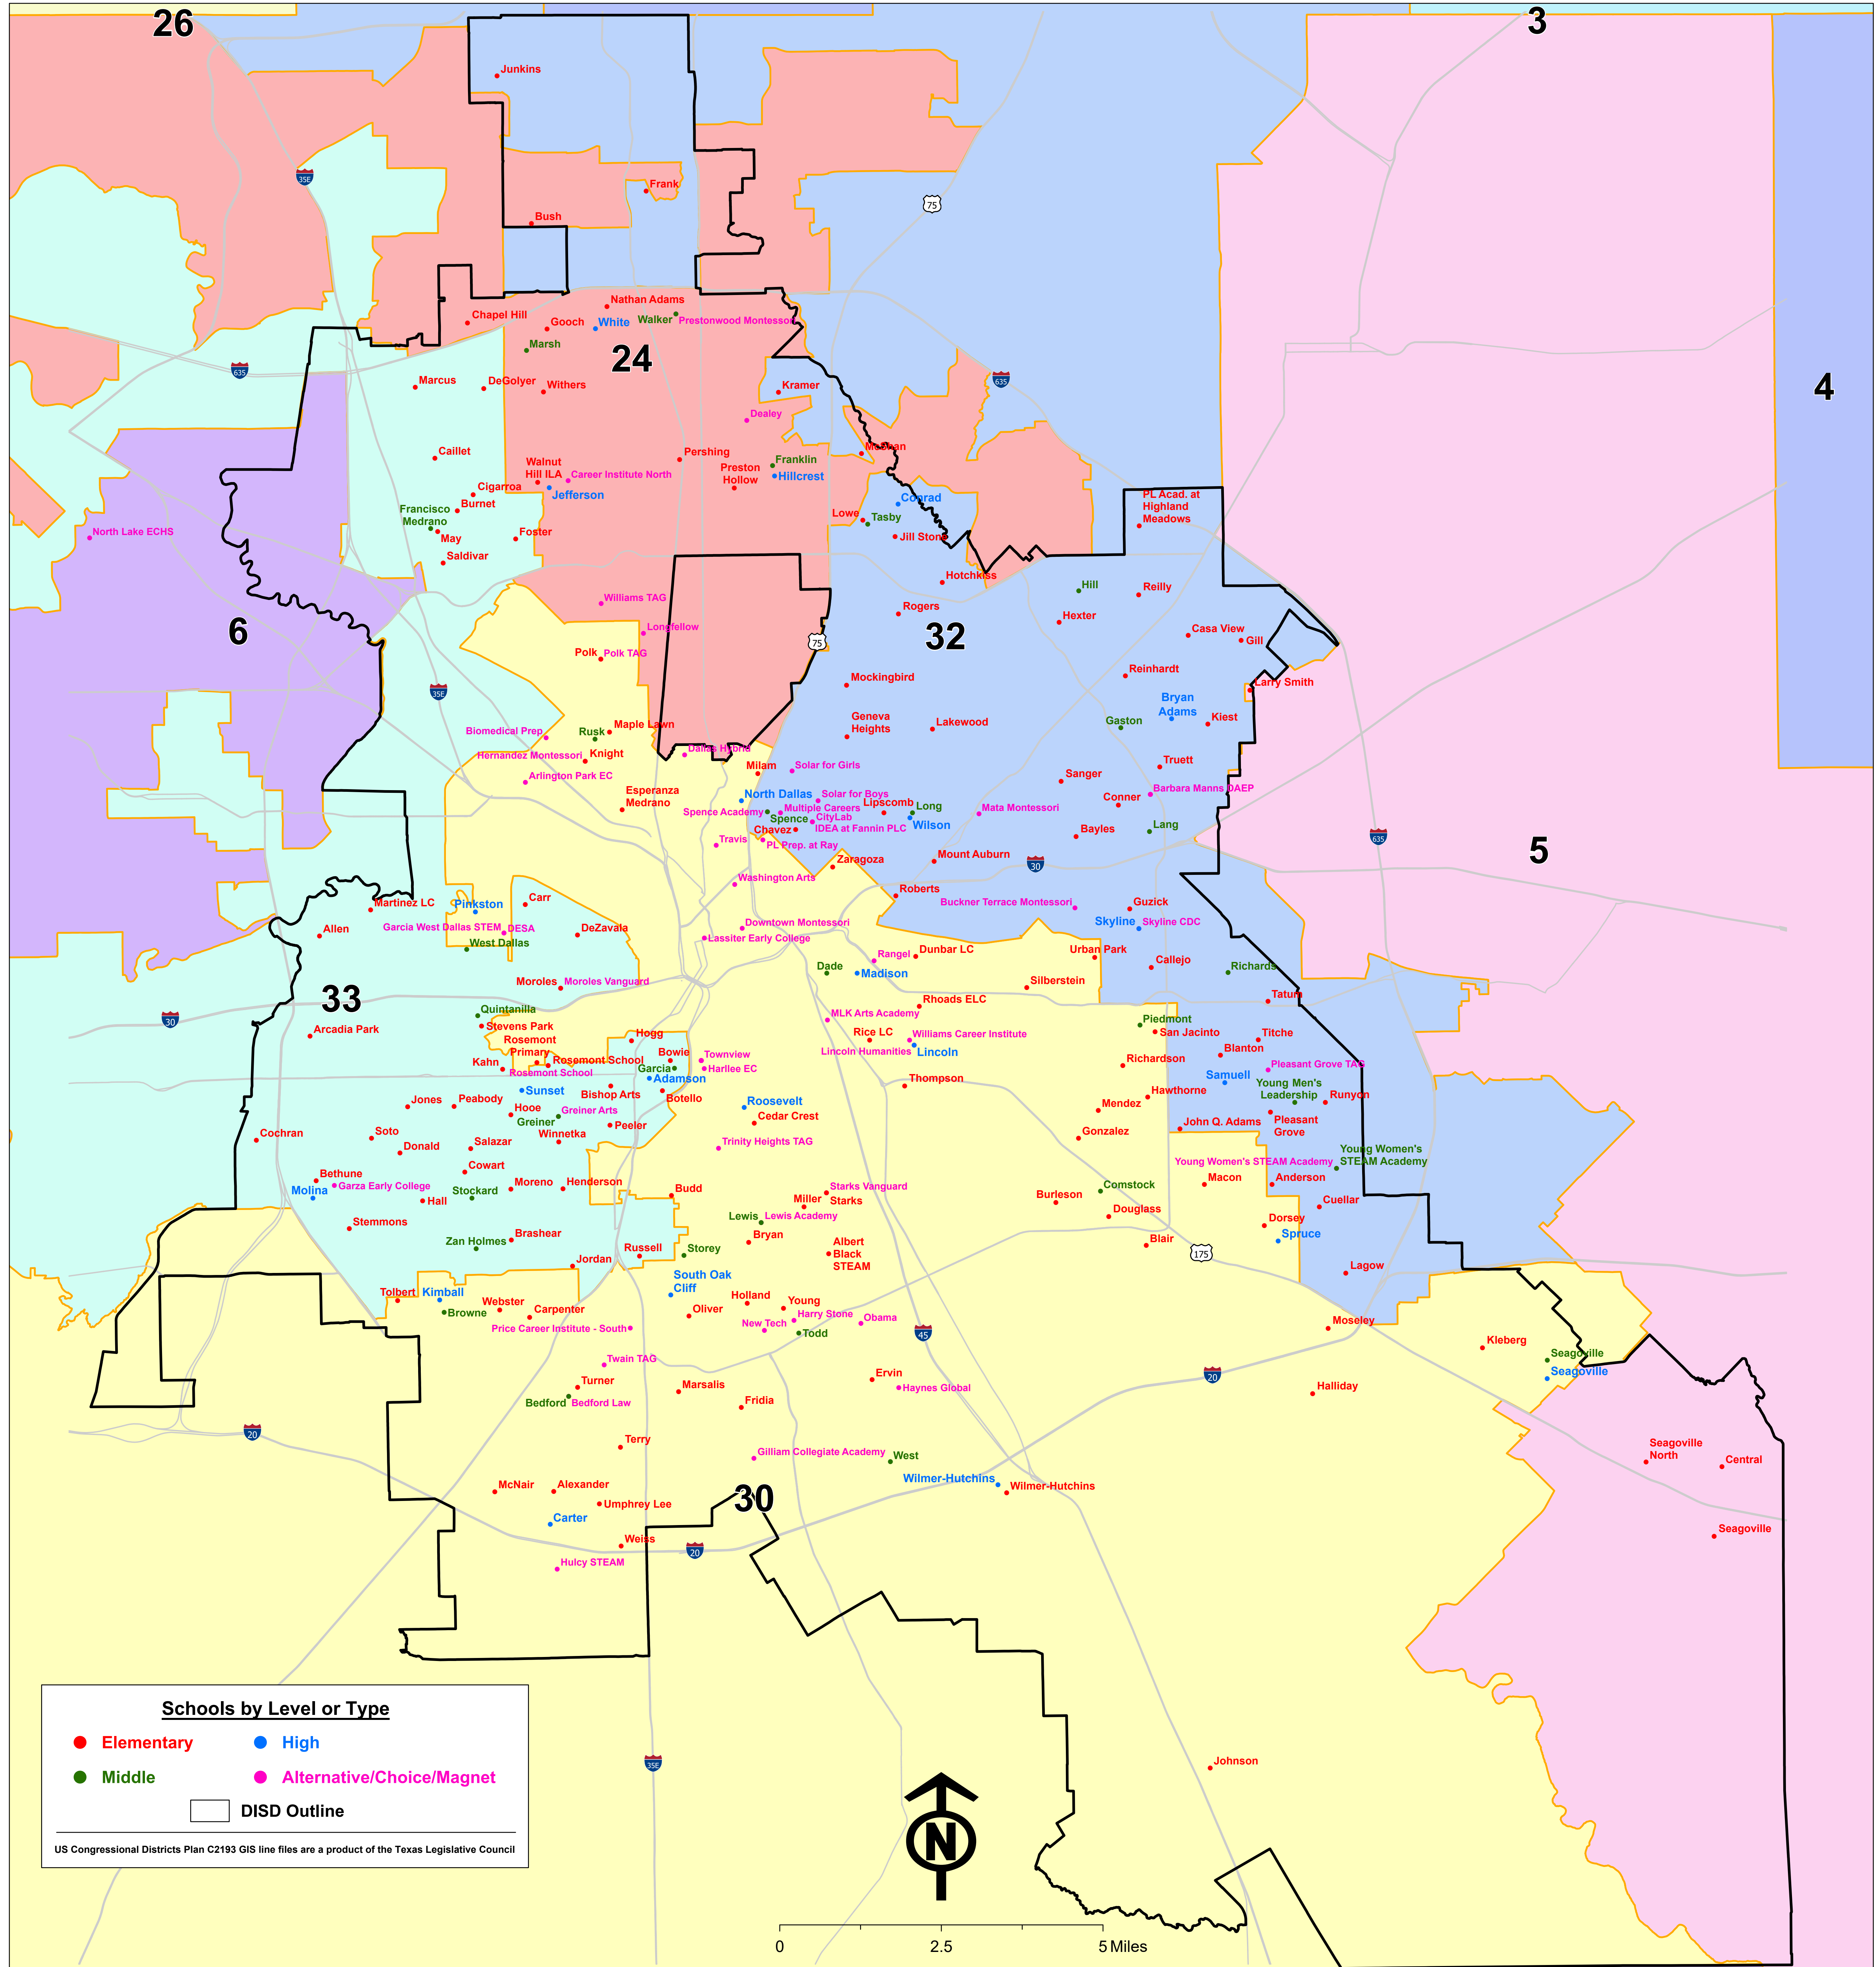 26
3
Junkins
35E
Frank
75
Bush
Nathan Adams
Chapel Hill
Gooch
White
Walker
Prestonwood Montessori
Marsh
24
635
635
Marcus
DeGolyer
Withers
Kramer
4
Dealey
McShan
Caillet
Pershing
Walnut
Hill ILA
Career Institute North
Franklin
Preston
Hollow
Hillcrest
Cigarroa
Jefferson
Conrad
PL Acad. at
Highland
Meadows
Burnet
Francisco
Medrano
Lowe
Tasby
North Lake ECHS
May
Foster
Jill Stone
Saldivar
Hotchkiss
Hill
Reilly
Williams TAG
Rogers
Hexter
6
Longfellow
32
Casa View
Gill
75
Polk
Polk TAG
Reinhardt
Mockingbird
Larry Smith
35E
Bryan
Adams
Geneva
Heights
Lakewood
Gaston
Kiest
Biomedical Prep
Rusk
Maple Lawn
Dallas Hybrid
Hernandez Montessori
Knight
Milam
Solar for Girls
Truett
Arlington Park EC
Sanger
Barbara Manns DAEP
Esperanza
Medrano
North Dallas
Solar for Boys
Conner
Spence Academy
Multiple Careers
Lipscomb
Long
Mata Montessori
Spence
CityLab
Wilson
Chavez
IDEA at Fannin PLC
Bayles
Lang
635
Travis
PL Prep. at Ray
5
Zaragoza
Mount Auburn
30
Washington Arts
Roberts
Martinez LC
Pinkston
Carr
Buckner Terrace Montessori
Guzick
Allen
Garcia West Dallas STEM
DESA
DeZavala
Downtown Montessori
Skyline
Skyline CDC
West Dallas
Lassiter Early College
Rangel
Dunbar LC
Urban Park
Dade
Madison
Callejo
Richards
Moroles
Moroles Vanguard
Silberstein
33
Rhoads ELC
Tatum
Quintanilla
MLK Arts Academy
30
Stevens Park
Piedmont
Arcadia Park
Rosemont
Primary
Hogg
Rice LC
Williams Career Institute
San Jacinto
Titche
Lincoln Humanities
Lincoln
Blanton
Kahn
Rosemont School
Bowie
Townview
Richardson
Rosemont School
Garcia
Harllee EC
Pleasant Grove TAG
Adamson
Thompson
Samuell
Sunset
Bishop Arts
Botello
Hawthorne
Young Men's
Leadership
Runyon
Jones
Peabody
Hooe
Greiner Arts
Roosevelt
Mendez
Greiner
Cedar Crest
John Q. Adams
Pleasant
Grove
Cochran
Soto
Winnetka
Peeler
Gonzalez
Donald
Salazar
Trinity Heights TAG
Young Women's
STEAM Academy
Young Women's STEAM Academy
Cowart
Bethune
Garza Early College
Moreno
Henderson
Budd
Starks Vanguard
Macon
Anderson
Molina
Stockard
Hall
Miller
Starks
Burleson
Comstock
Cuellar
Stemmons
Lewis
Lewis Academy
Douglass
Dorsey
Zan Holmes
Brashear
Bryan
Spruce
Russell
Storey
Albert
Black
STEAM
Blair
175
Jordan
Lagow
South Oak
Cliff
Tolbert
Kimball
Webster
Holland
Young
Browne
Carpenter
Oliver
Harry Stone
Obama
Price Career Institute - South
New Tech
Todd
45
Moseley
Kleberg
Seagoville
Twain TAG
Seagoville
20
Turner
Marsalis
Ervin
Haynes Global
Halliday
Bedford
Bedford Law
Fridia
20
Terry
Seagoville
North
Central
Gilliam Collegiate Academy
West
McNair
Alexander
30
Wilmer-Hutchins
Wilmer-Hutchins
Umphrey Lee
Carter
Seagoville
Weiss
20
Hulcy STEAM
Schools by Level or Type
Elementary
High
Middle
Alternative/Choice/Magnet
DISD Outline
US Congressional Districts Plan C2193 GIS line files are a product of the Texas Legislative Council
35E
Johnson
N
0
2.5
5 Miles